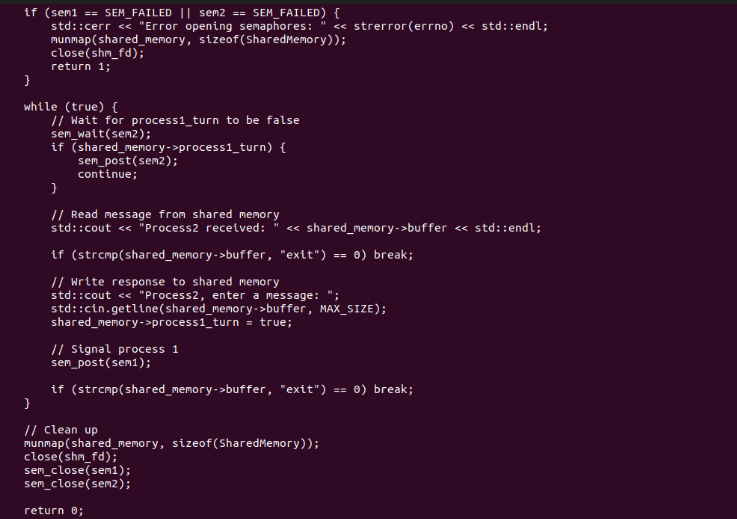 if (sem1 == SEM_FAILED || sem2 == SEM_FAILED) {
    std::cerr << "Error opening semaphores: " << strerror(errno) << std::endl;
    munmap(shared_memory, sizeof(SharedMemory));
    close(shm_fd);
    return 1;
}

while (true) {
    // Wait for process1_turn to be false
    sem_wait(sem2);
    if (shared_memory->process1_turn) {
        sem_post(sem2);
        continue;
    }

    // Read message from shared memory
    std::cout << "Process2 received: " << shared_memory->buffer << std::endl;

    if (strcmp(shared_memory->buffer, "exit") == 0) break;

    // Write response to shared memory
    std::cout << "Process2, enter a message: ";
    std::cin.getline(shared_memory->buffer, MAX_SIZE);
    shared_memory->process1_turn = true;

    // Signal process 1
    sem_post(sem1);

    if (strcmp(shared_memory->buffer, "exit") == 0) break;
}

// Clean up
munmap(shared_memory, sizeof(SharedMemory));
close(shm_fd);
sem_close(sem1);
sem_close(sem2);

return 0;